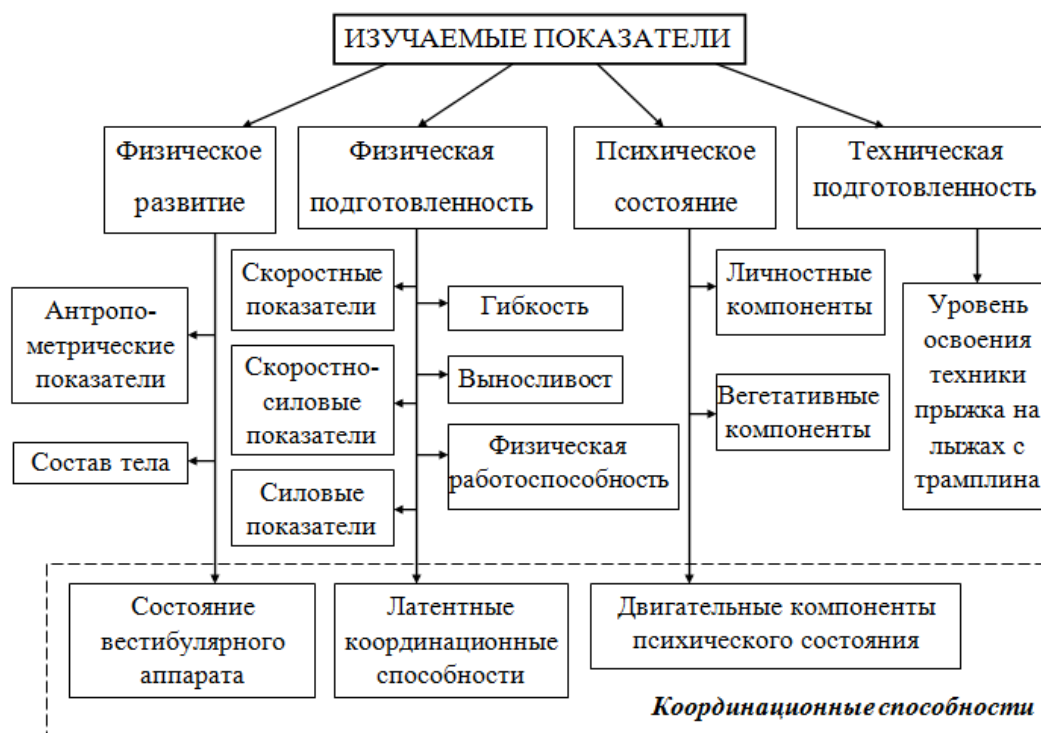 ИЗУЧАЕМЫЕ ПОКАЗАТЕЛИ
Физическое
развитие
Физическая
подготовленность
Психическое
состояние
Техническая
подготовленность
Антропо-
метрические
показатели
Состав тела
Скоростные
показатели
Скоростно-
силовые
показатели
Силовые
показатели
Гибкость
Выносливост
Физическая
работоспособность
Личностные
компоненты
Вегетативные
компоненты
Уровень
освоения
техники
прыжка на
лыжах с
трамплина
Состояние
вестибулярного
аппарата
Латентные
координационные
способности
Двигательные компоненты
психического состояния
Координационные способности